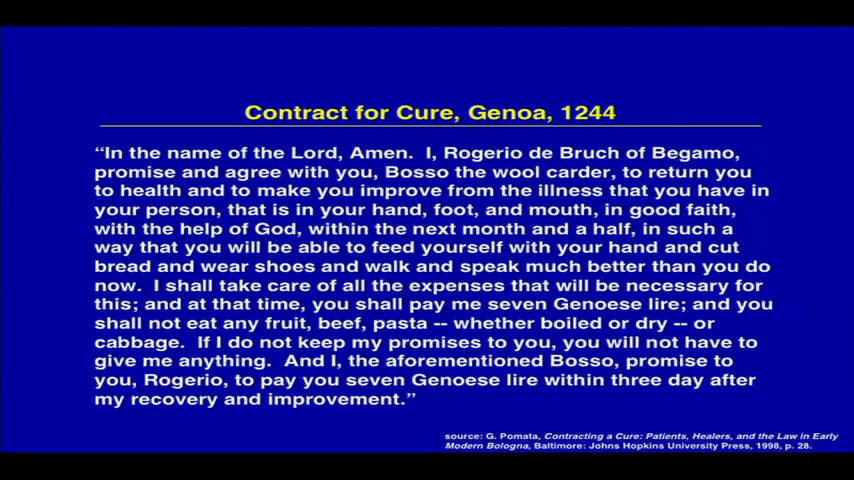 Contract for Cure, Genoa, 1244
“In the name of the Lord, Amen.  I, Rogerio de Bruch of Begamo,
promise and agree with you, Bosso the wool carder, to return you
to health and to make you improve from the illness that you have in
your person, that is in your hand, foot, and mouth, in good faith,
with the help of God, within the next month and a half, in such a
way that you will be able to feed yourself with your hand and cut
bread and wear shoes and walk and speak much better than you do
now.  I shall take care of all the expenses that will be necessary for
this; and at that time, you shall pay me seven Genoese lire; and you
shall not eat any fruit, beef, pasta -- whether boiled or dry -- or
cabbage.  If I do not keep my promises to you, you will not have to
give me anything.  And I, the aforementioned Bosso, promise to
you, Rogerio, to pay you seven Genoese lire within three day after
my recovery and improvement.”
source: G. Pomata, Contracting a Cure: Patients, Healers, and the Law in Early
Modern Bologna, Baltimore: Johns Hopkins University Press, 1998, p. 28.